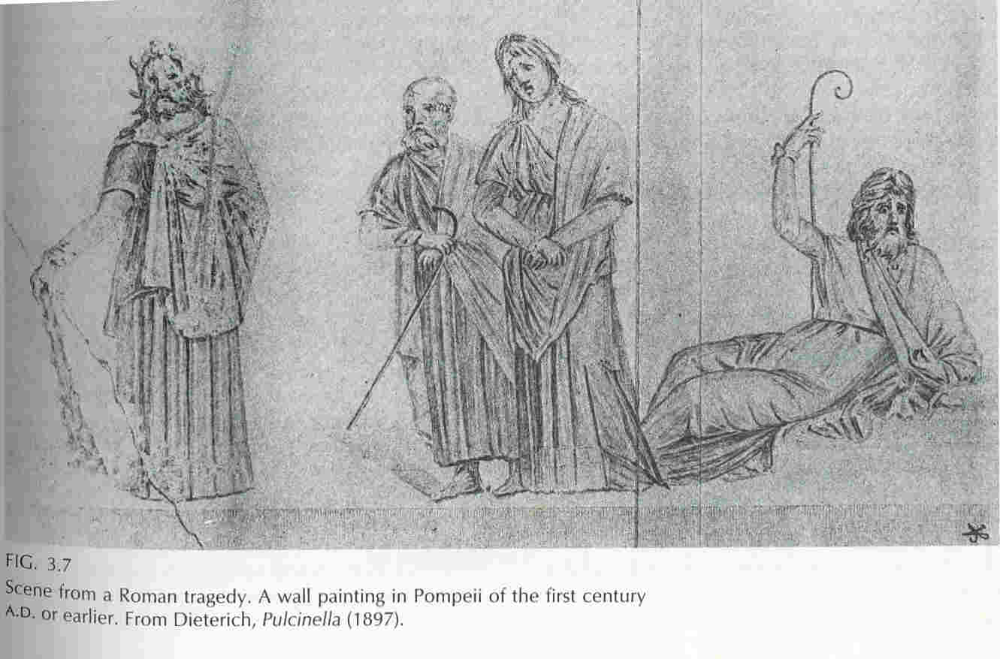 FIG. 3.7
Scene from a Roman tragedy. A wall painting in Pompeii of the first century
A.D. or earlier. From Dieterich, Pulcinella (1897).